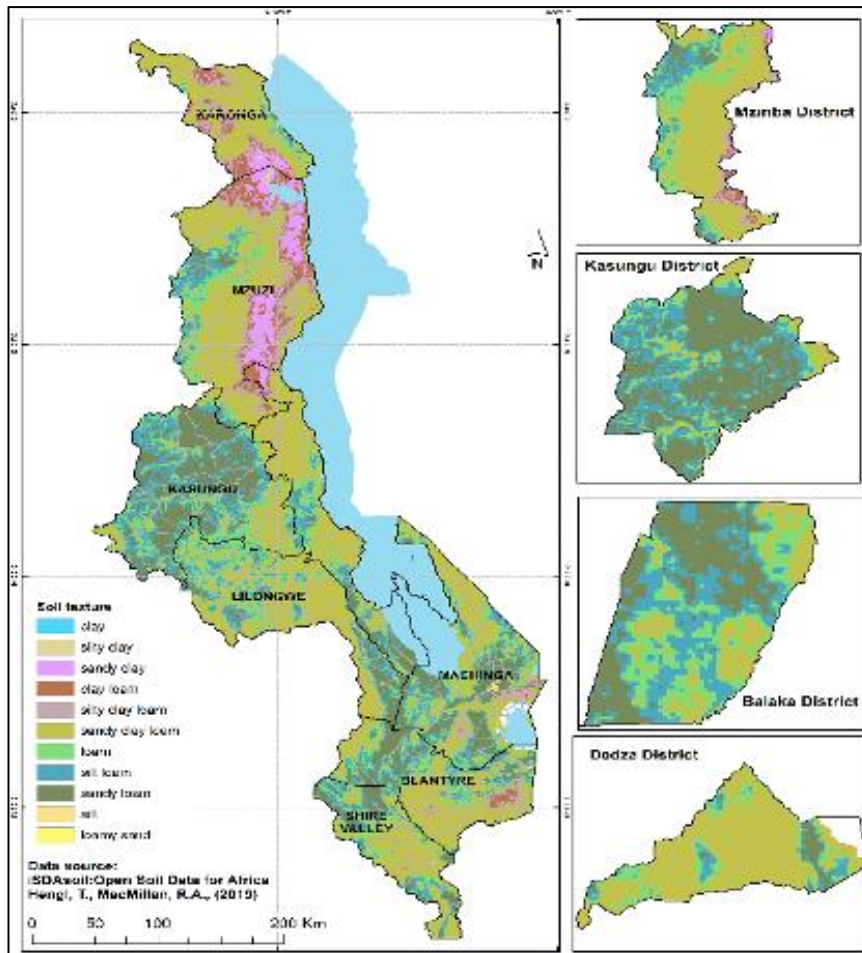 KARONGA
MZUZU
KASUNGU
LILONGWE
MACHINGA
BLANTYRE
SHIRE
VALLEY
N
Soil texture
clay
silty clay
sandy clay
clay loam
silty clay loam
sandy clay loam
loam
silt loam
sandy loam
silt
loamy sand
Data source:
iSDAsoil:Open Soil Data for Africa
Hengl, T., MacMillan, R.A., (2019)
0 50 100 200 Km
Mzimba District
Kasungu District
Balaka District
Dedza District